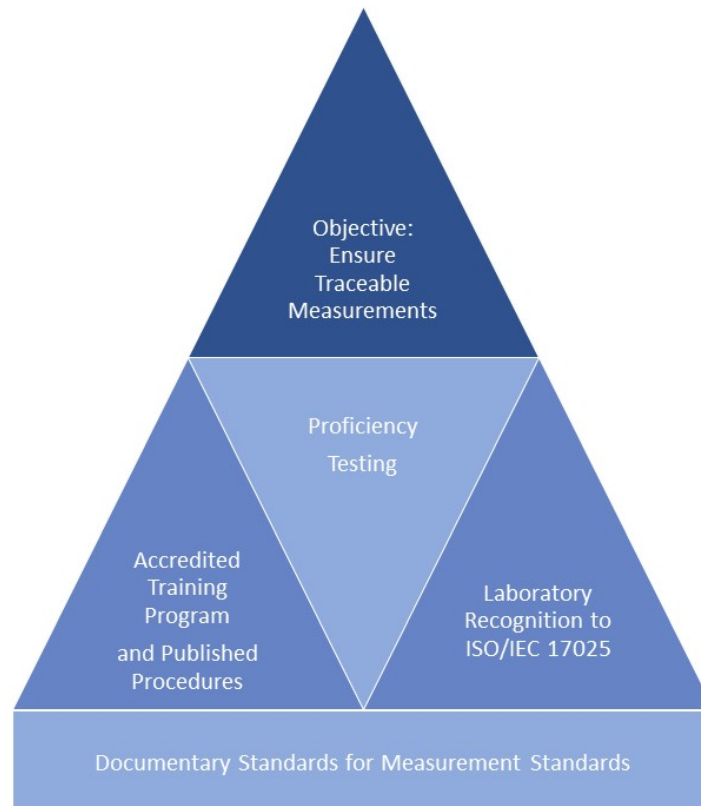 Objective:
Ensure
Traceable
Measurements
Proficiency
Testing
Accredited
Training
Program
and Published
Procedures
Laboratory
Recognition to
ISO/IEC 17025
Documentary Standards for Measurement Standards